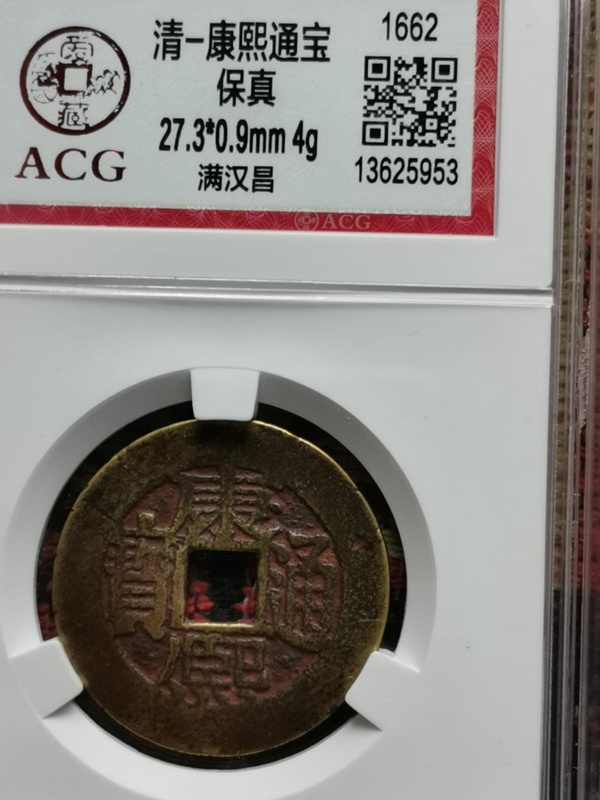 清-康熙通宝
1662
保真
27.3*0.9mm 4g
满汉昌
13625953
ACG
ACG
康
熙
通
寶